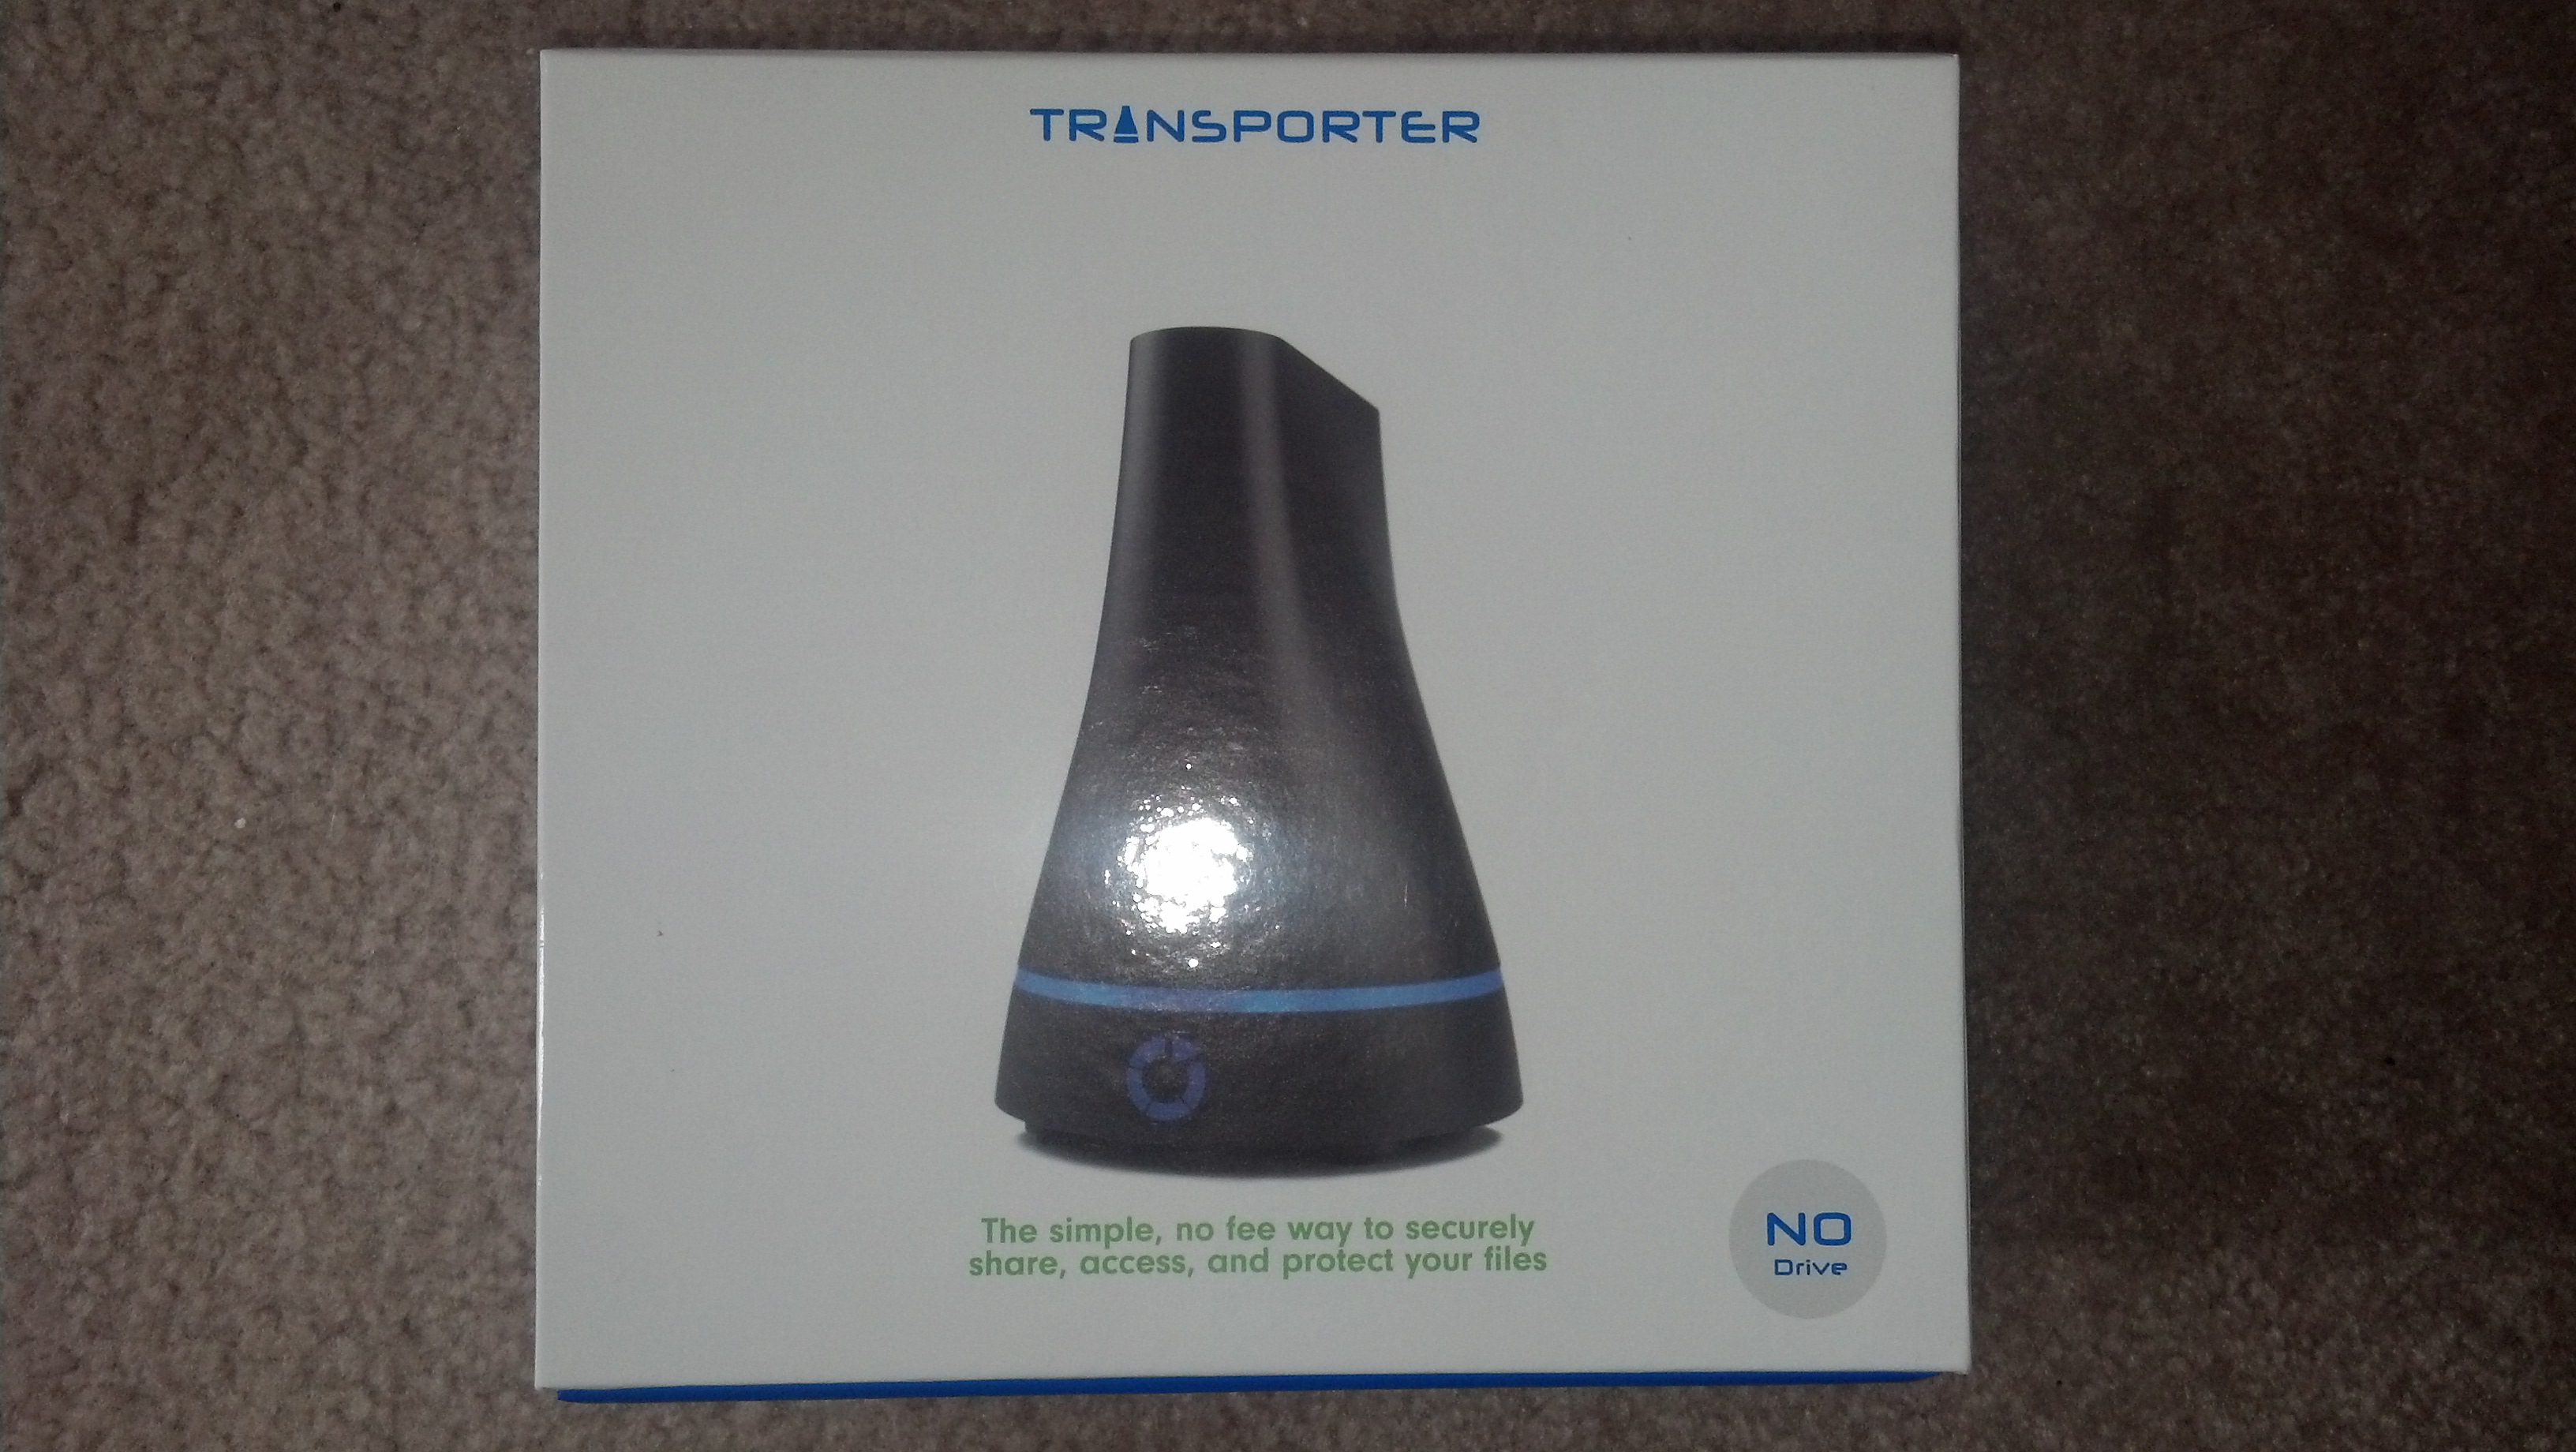 TRANSPORTER
The simple, no fee way to securely
share, access, and protect your files
NO
Drive